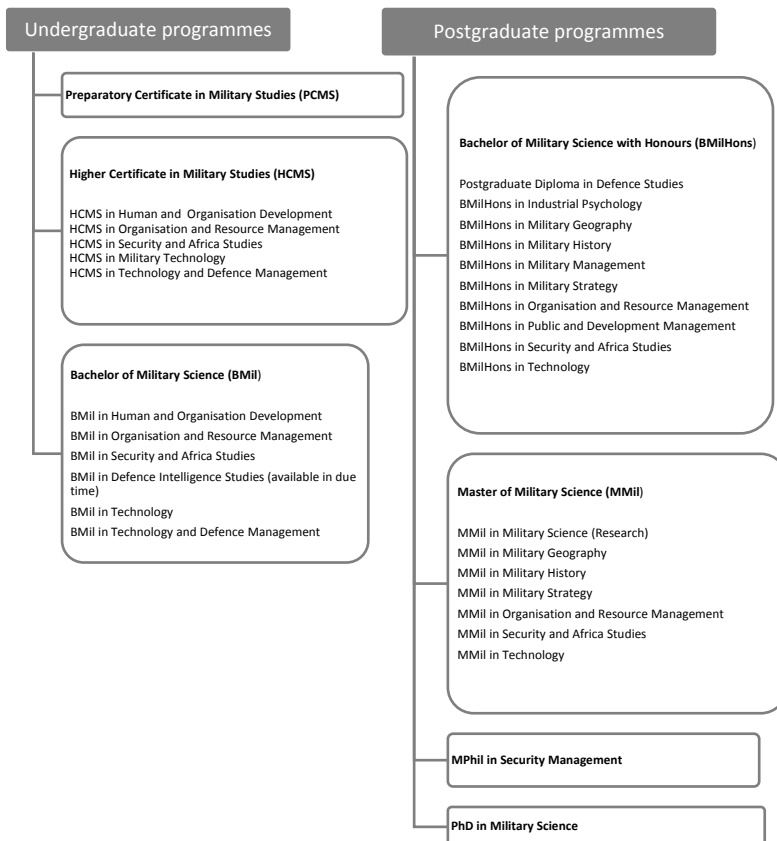 Undergraduate programmes
Preparatory Certificate in Military Studies (PCMS)
Higher Certificate in Military Studies (HCMS)
HCMS in Human and Organisation Development
HCMS in Organisation and Resource Management
HCMS in Security and Africa Studies
HCMS in Military Technology
HCMS in Technology and Defence Management
Bachelor of Military Science (BMil)
BMil in Human and Organisation Development
BMil in Organisation and Resource Management
BMil in Security and Africa Studies
BMil in Defence Intelligence Studies (available in due
time)
BMil in Technology
BMil in Technology and Defence Management
Postgraduate programmes
Bachelor of Military Science with Honours (BMilHons)
Postgraduate Diploma in Defence Studies
BMilHons in Industrial Psychology
BMilHons in Military Geography
BMilHons in Military History
BMilHons in Military Management
BMilHons in Military Strategy
BMilHons in Organisation and Resource Management
BMilHons in Public and Development Management
BMilHons in Security and Africa Studies
BMilHons in Technology
Master of Military Science (MMil)
MMil in Military Science (Research)
MMil in Military Geography
MMil in Military History
MMil in Military Strategy
MMil in Organisation and Resource Management
MMil in Security and Africa Studies
MMil in Technology
MPhil in Security Management
PhD in Military Science